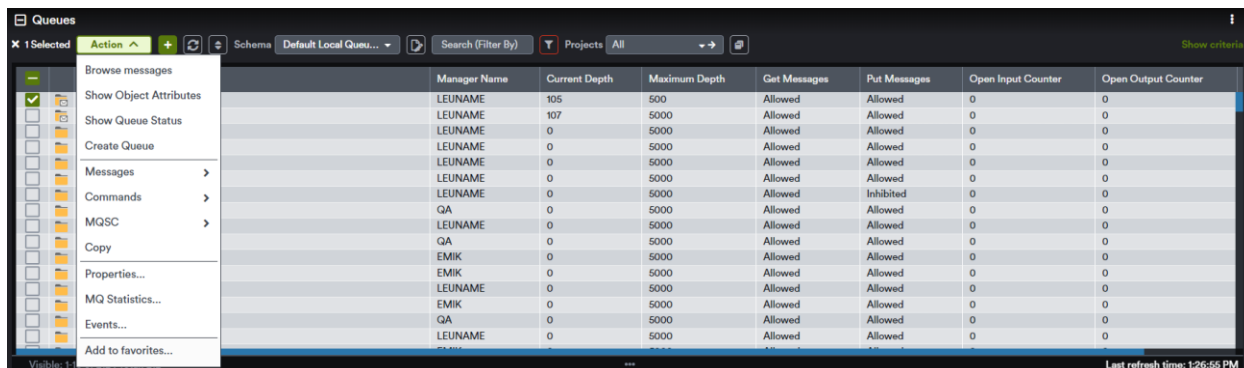 Queues
1 Selected Action Schema Default Local Queu... Search (Filter By) Projects All Show criteria
Manager Name Current Depth Maximum Depth Get Messages Put Messages Open Input Counter Open Output Counter
Browse messages
Show Object Attributes
Show Queue Status
Create Queue
Messages
Commands
MQSC
Copy
Properties...
MQ Statistics...
Events...
Add to favorites...
LEUNAME 105 500 Allowed Allowed 0 0
LEUNAME 107 5000 Allowed Allowed 0 0
LEUNAME 0 5000 Allowed Allowed 0 0
LEUNAME 0 5000 Allowed Allowed 0 0
LEUNAME 0 5000 Allowed Allowed 0 0
LEUNAME 0 5000 Allowed Allowed 0 0
LEUNAME 0 5000 Allowed Inhibited 0 0
QA 0 5000 Allowed Allowed 0 0
LEUNAME 0 5000 Allowed Allowed 0 0
QA 0 5000 Allowed Allowed 0 0
EMIK 0 5000 Allowed Allowed 0 0
EMIK 0 5000 Allowed Allowed 0 0
LEUNAME 0 5000 Allowed Allowed 0 0
EMIK 0 5000 Allowed Allowed 0 0
QA 0 5000 Allowed Allowed 0 0
LEUNAME 0 5000 Allowed Allowed 0 0
Visible: Last refresh time: 1:26:55 PM